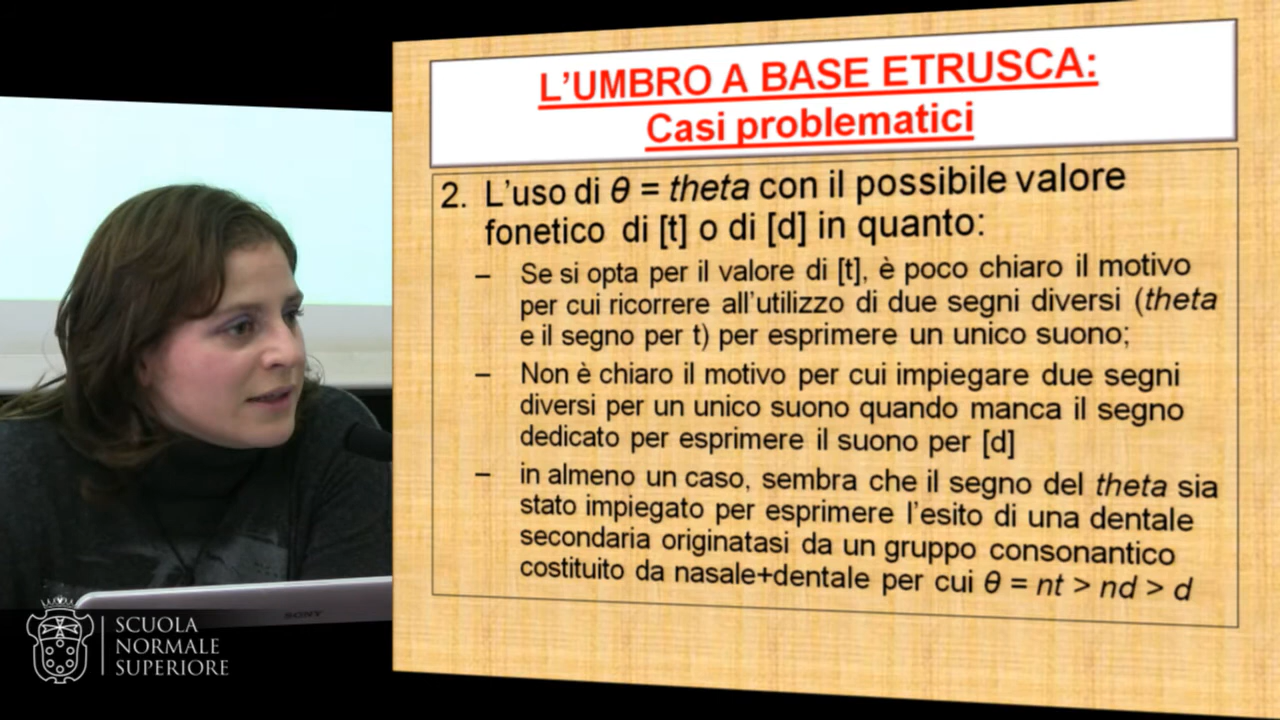 L'UMBRO A BASE ETRUSCA:
Casi problematici
2. L'uso di θ = theta con il possibile valore
fonetico di [t] o di [d] in quanto:
– Se si opta per il valore di [t], è poco chiaro il motivo
per cui ricorrere all'utilizzo di due segni diversi (theta
e il segno per t) per esprimere un unico suono;
– Non è chiaro il motivo per cui impiegare due segni
diversi per un unico suono quando manca il segno
dedicato per esprimere il suono per [d]
– in almeno un caso, sembra che il segno del theta sia
stato impiegato per esprimere l'esito di una dentale
secondaria originatasi da un gruppo consonantico
costituito da nasale+dentale per cui θ = nt > nd > d
SONY
SCUOLA
NORMALE
SUPERIORE